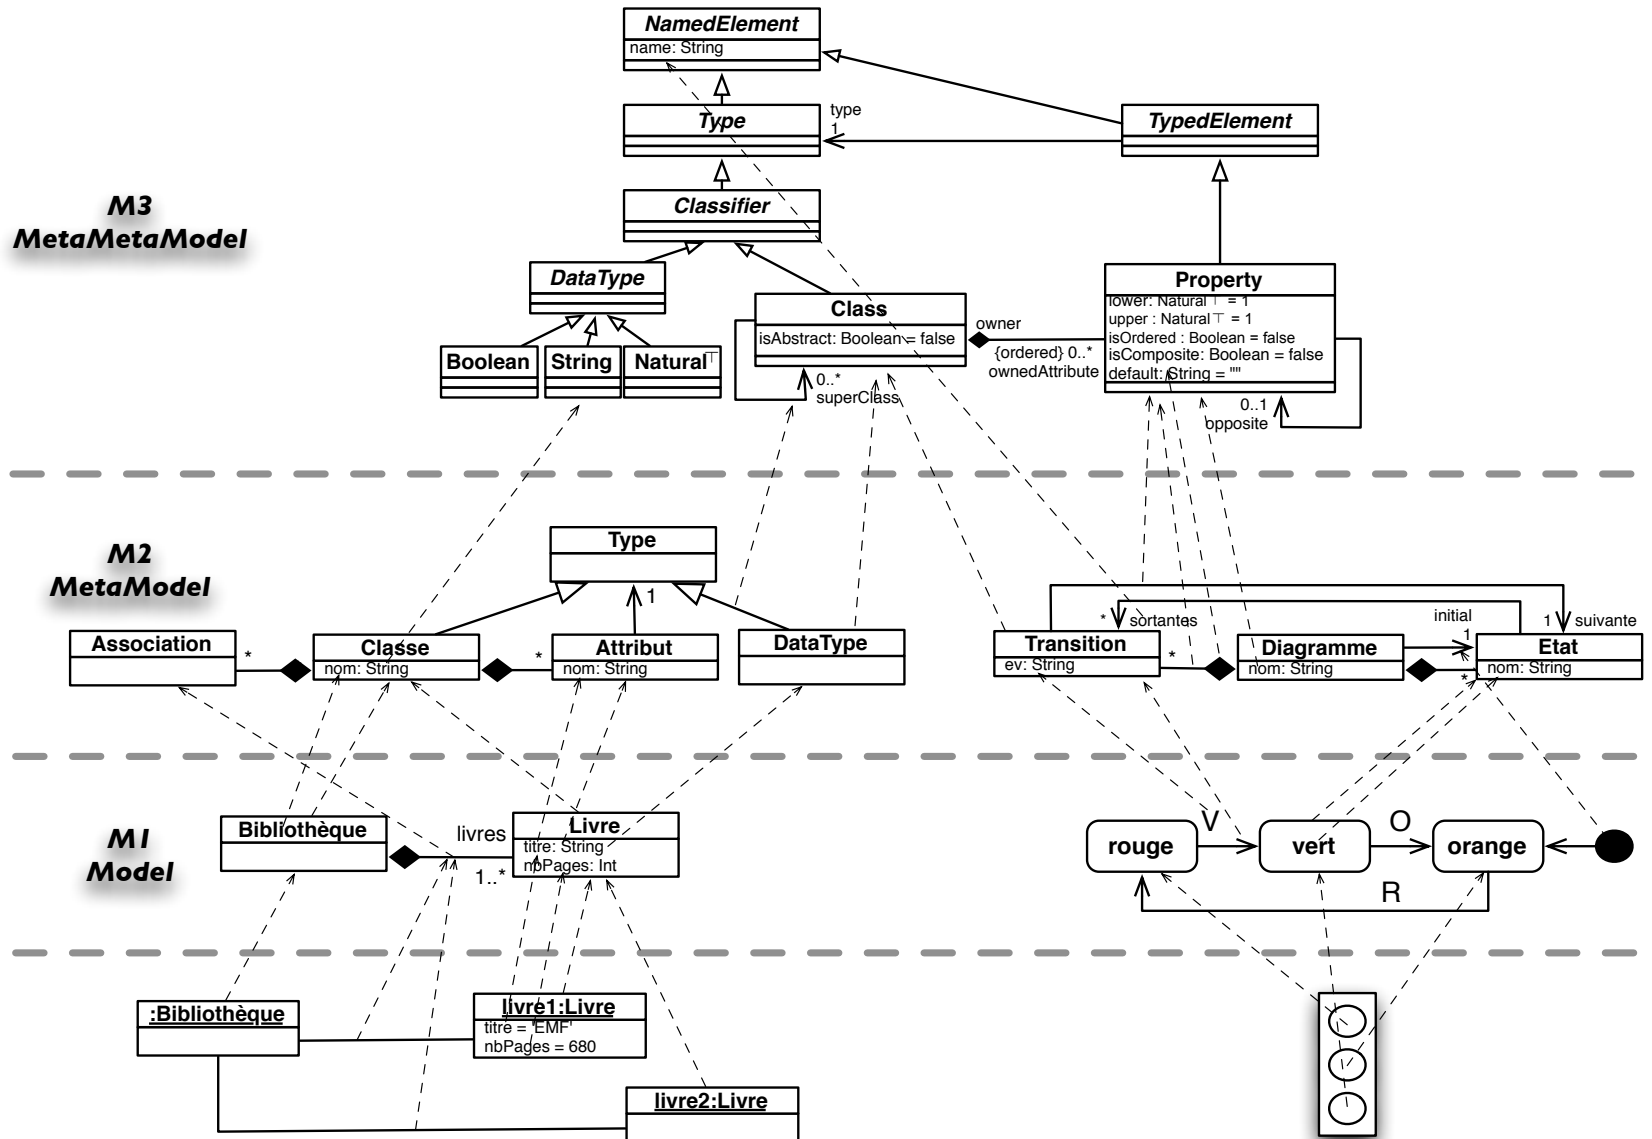 NamedElement
name: String
type
1
Type
TypedElement
M3
MetaMetaModel
Classifier
DataType
Property
lower: Natural⊤ = 1
upper : Natural⊤ = 1
isOrdered : Boolean = false
isComposite: Boolean = false
default: String = ""
Class
isAbstract: Boolean = false
owner
{ordered} 0..*
ownedAttribute
Boolean
String
Natural⊤
0..*
superClass
0..1
opposite
M2
MetaModel
Type
1
Association
*
Classe
nom: String
*
Attribut
nom: String
DataType
* sortantes
initial
1
1 suivante
Transition
ev: String
*
Diagramme
nom: String
*
Etat
nom: String
M1
Model
Bibliothèque
livres
1..*
Livre
titre: String
nbPages: Int
rouge
V
vert
O
orange
R
:Bibliothèque
livre1:Livre
titre = 'EMF'
nbPages = 680
livre2:Livre